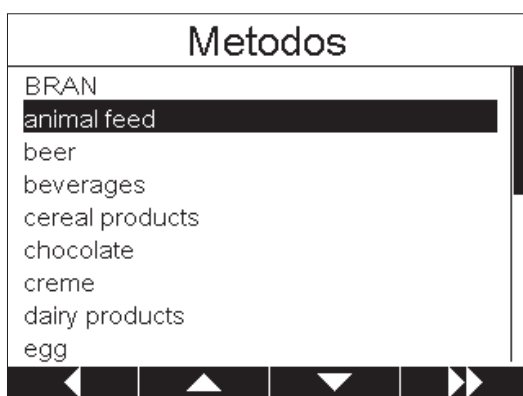 Metodos
BRAN
animal feed
beer
beverages
cereal products
chocolate
creme
dairy products
egg